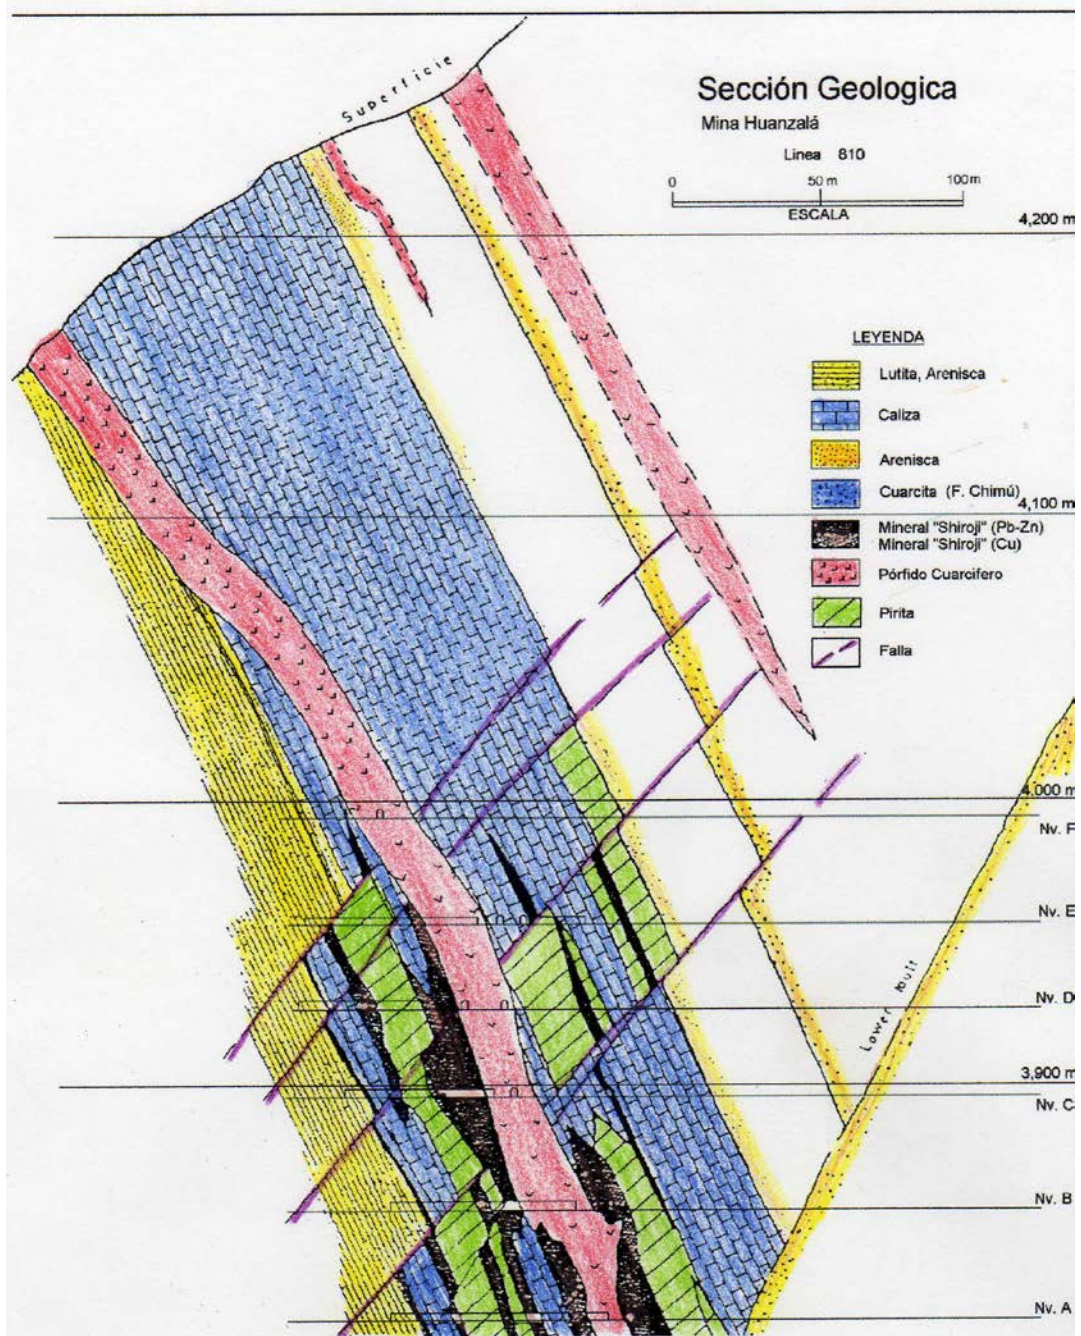 Superficie
Sección Geologica
Mina Huanzalá
Linea 810
0 50 m 100m
ESCALA
4,200 m
LEYENDA
Lutita, Arenisca
Caliza
Arenisca
Cuarcita (F. Chimú)
4,100 m
Mineral "Shiroji" (Pb-Zn)
Mineral "Shiroji" (Cu)
Pórfido Cuarcifero
Pirita
Falla
4,000 m
Nv. F
Nv. E
Nv. D
Lower fault
3,900 m
Nv. C
Nv. B
Nv. A